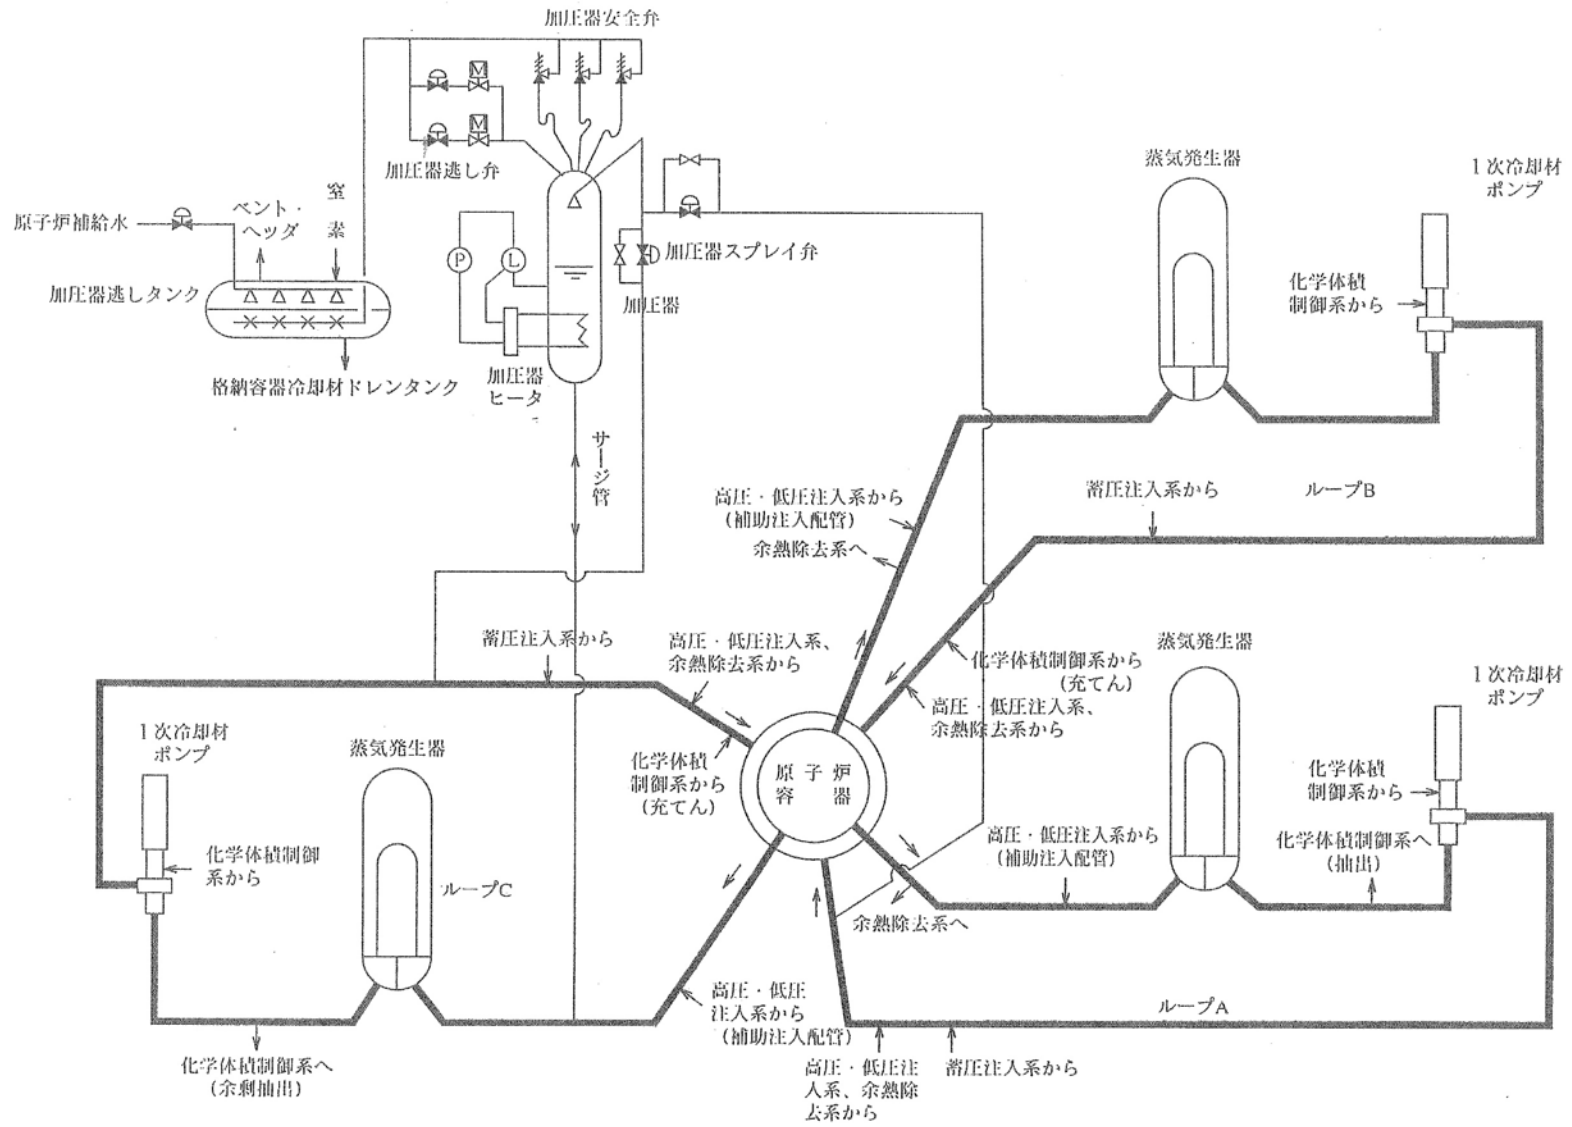 加圧器安全弁
M
M
加圧器逃し弁
窒
素
ベント・
ヘッダ
原子炉補給水
加圧器逃しタンク
格納容器冷却材ドレンタンク
P
L
加圧器スプレイ弁
加圧器
加圧器
ヒータ
サージ管
蒸気発生器
1次冷却材
ポンプ
化学体積
制御系から
高圧・低圧注入系から
(補助注入配管)
余熱除去系へ
蓄圧注入系から
ループB
蓄圧注入系から
高圧・低圧注入系、
余熱除去系から
化学体積制御系から
(充てん)
高圧・低圧注入系、
余熱除去系から
蒸気発生器
1次冷却材
ポンプ
1次冷却材
ポンプ
蒸気発生器
化学体積
制御系から
(充てん)
原子炉
容器
化学体積
制御系から
高圧・低圧注入系から
(補助注入配管)
化学体積制御系へ
(抽出)
化学体積制御
系から
ループC
余熱除去系へ
高圧・低圧
注入系から
(補助注入配管)
ループA
化学体積制御系へ
(余剰抽出)
高圧・低圧注
入系、余熱除
去系から
蓄圧注入系から